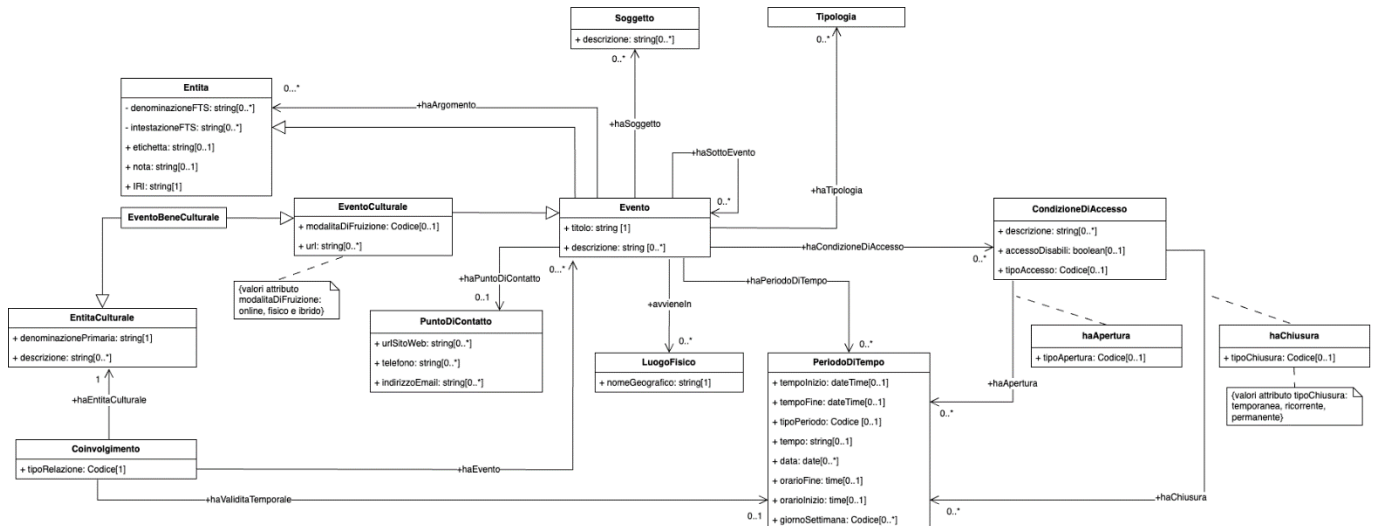 Soggetto
+ descrizione: string[0..*]
Tipologia
0..*
0..*
Entita
- denominazioneFTS: string[0..*]
- intestazioneFTS: string[0..*]
+ etichetta: string[0..1]
+ nota: string[0..1]
+ IRI: string[1]
0...*
+haArgomento
+haSoggetto
+haSottoEvento
0..*
+haTipologia
EventoBeneCulturale
EventoCulturale
+ modalitaDiFruizione: Codice[0..1]
+ url: string[0..*]
Evento
+ titolo: string [1]
+ descrizione: string [0..*]
CondizioneDiAccesso
+ descrizione: string[0..*]
+ accessoDisabili: boolean[0..1]
+ tipoAccesso: Codice[0..1]
+haCondizioneDiAccesso
0..*
{valori attributo
modalitaDiFruizione:
online, fisico e ibrido}
+haPuntoDiContatto
0..1
0...*
+haPeriodoDiTempo
+avvieneIn
0..*
0..*
EntitaCulturale
+ denominazionePrimaria: string[1]
+ descrizione: string[0..*]
PuntoDiContatto
+ urlSitoWeb: string[0..*]
+ telefono: string[0..*]
+ indirizzoEmail: string[0..*]
LuogoFisico
+ nomeGeografico: string[1]
PeriodoDiTempo
+ tempoInizio: dateTime[0..1]
+ tempoFine: dateTime[0..1]
+ tipoPeriodo: Codice [0..1]
+ tempo: string[0..1]
+ data: date[0..*]
+ orarioFine: time[0..1]
+ orarioInizio: time[0..1]
+ giornoSettimana: Codice[0..*]
haApertura
+ tipoApertura: Codice[0..1]
haChiusura
+ tipoChiusura: Codice[0..1]
+haApertura
0..*
{valori attributo tipoChiusura:
temporanea, ricorrente,
permanente}
1
+haEntitaCulturale
Coinvolgimento
+ tipoRelazione: Codice[1]
+haEvento
+haValiditaTemporale
0..1
+haChiusura
0..*